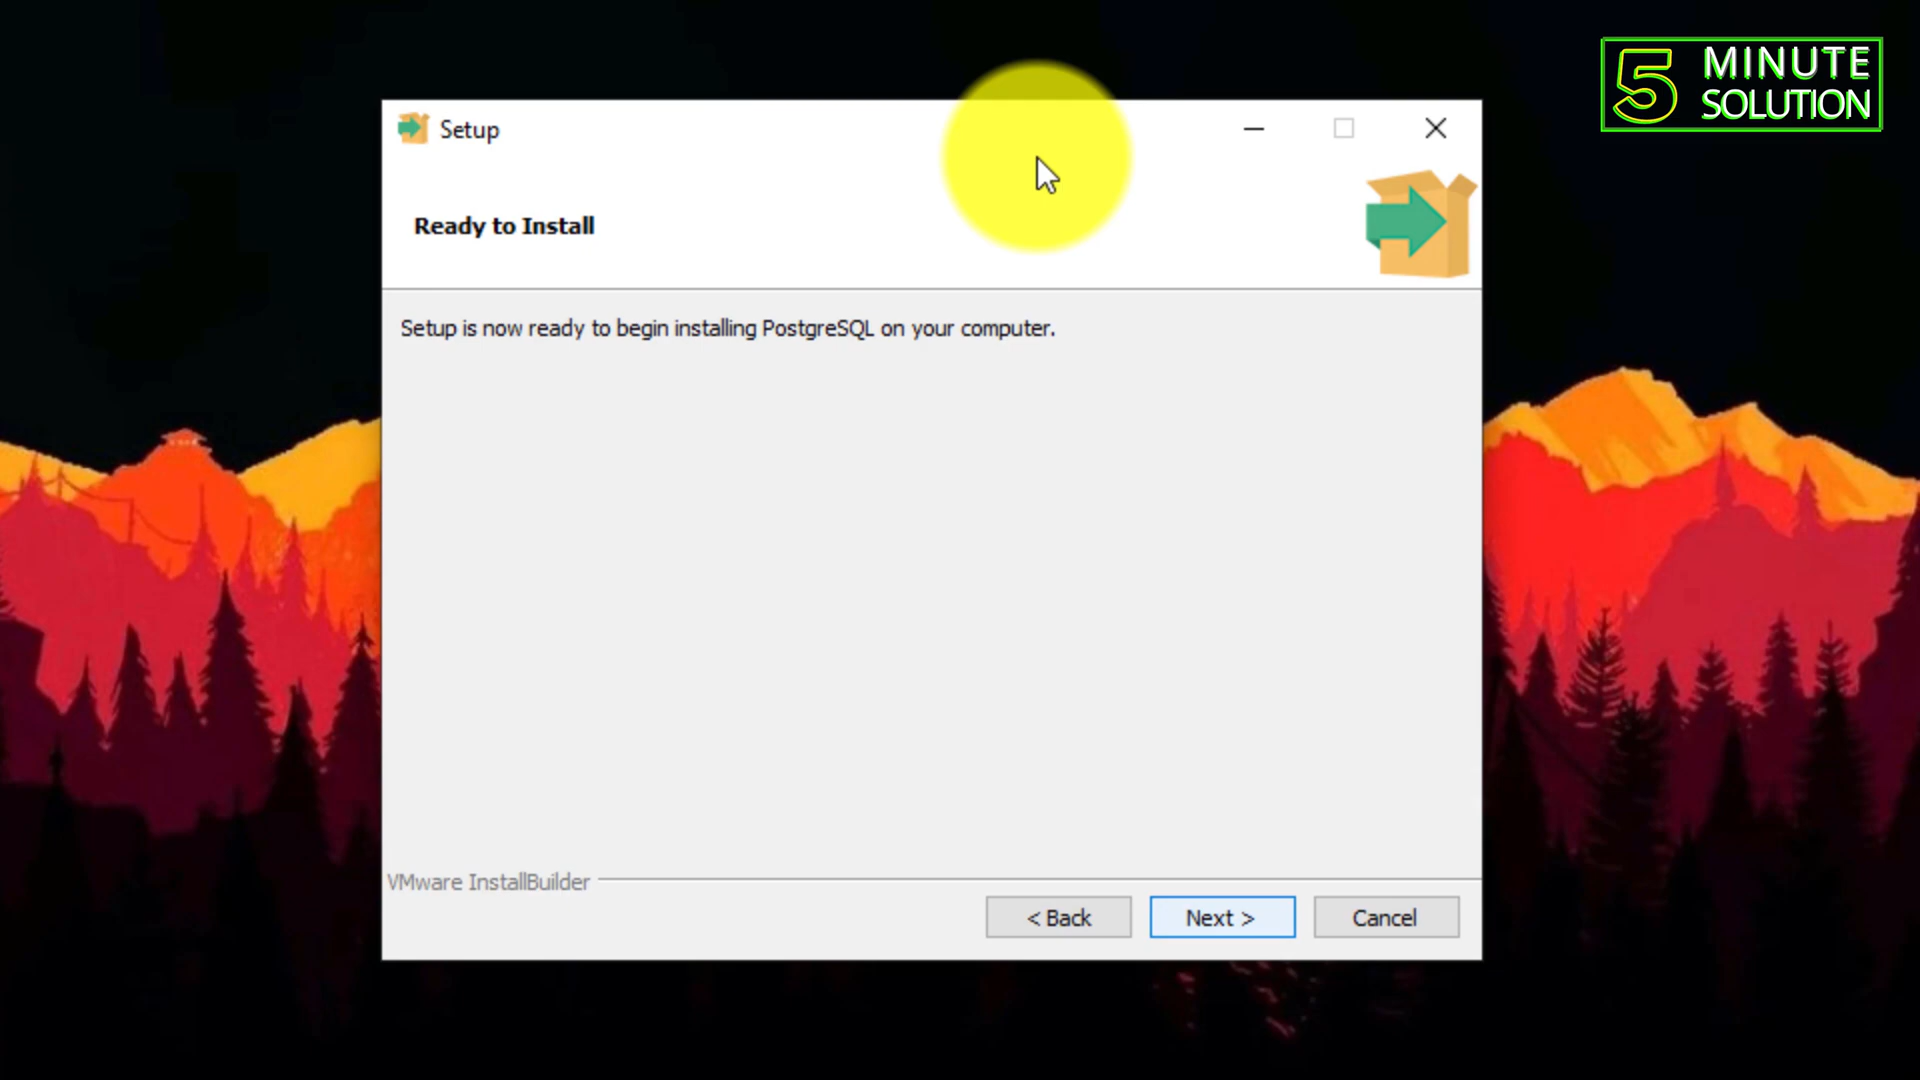 5 MINUTE
SOLUTION
Setup
Ready to Install
Setup is now ready to begin installing PostgreSQL on your computer.
VMware InstallBuilder
< Back
Next >
Cancel